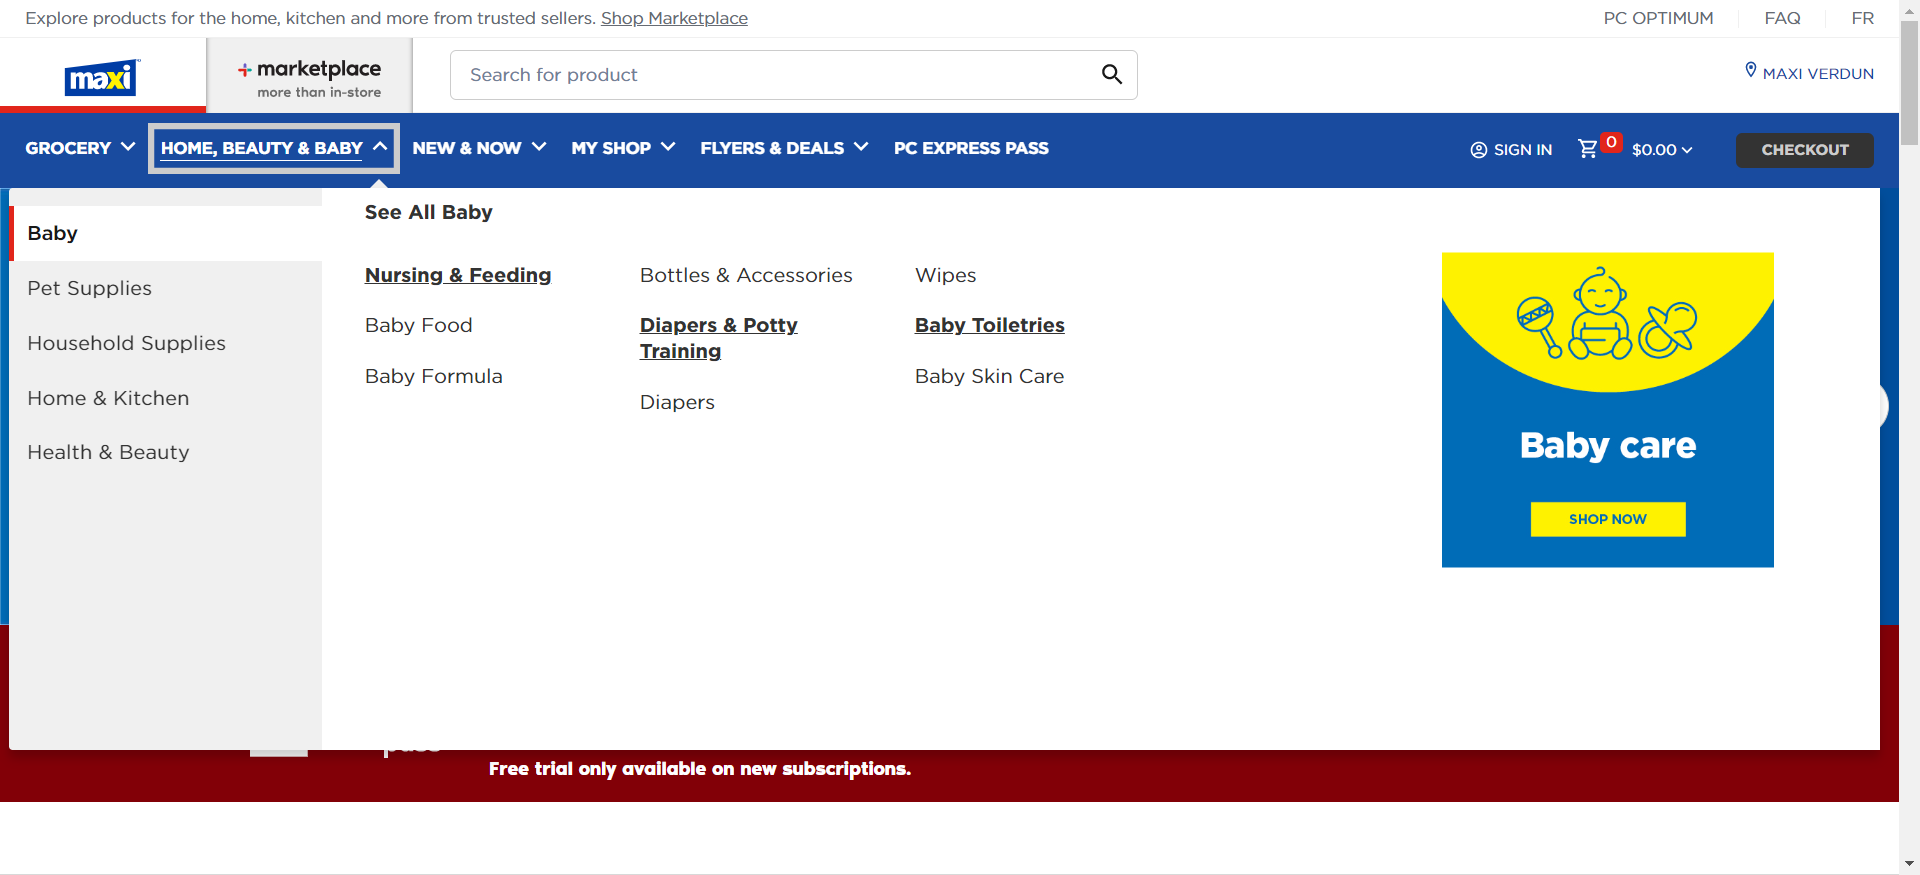 Explore products for the home, kitchen and more from trusted sellers. Shop Marketplace
PC OPTIMUM
FAQ
FR
maxi
marketplace
more than in-store
Search for product
MAXI VERDUN
GROCERY
HOME, BEAUTY & BABY
NEW & NOW
MY SHOP
FLYERS & DEALS
PC EXPRESS PASS
SIGN IN
0
$0.00
CHECKOUT
Baby
Pet Supplies
Household Supplies
Home & Kitchen
Health & Beauty
See All Baby
Nursing & Feeding
Baby Food
Baby Formula
Bottles & Accessories
Diapers & Potty
Training
Diapers
Wipes
Baby Toiletries
Baby Skin Care
Baby care
SHOP NOW
Free trial only available on new subscriptions.